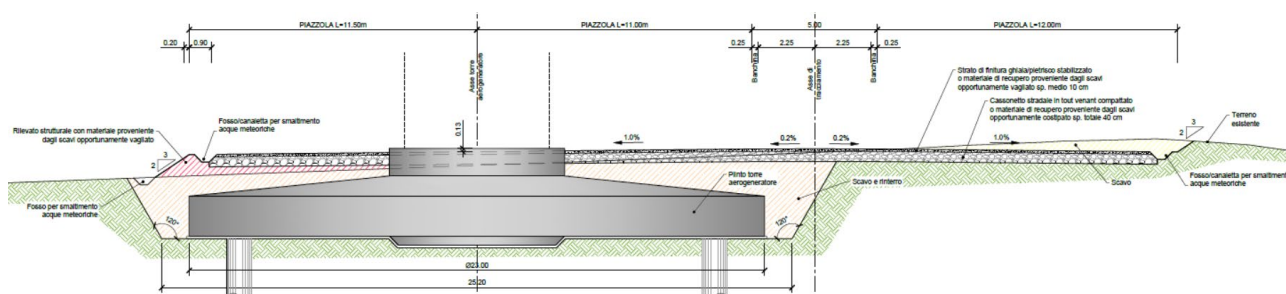 PIAZZOLA L=11.50m
PIAZZOLA L=11.00m
5.00
PIAZZOLA L=12.00m
0.20
0.90
0.25
2.25
2.25
0.25
Asse torre
aerogeneratore
Banchina
Asse di
tracciamento
Banchina
Strato di finitura ghiaia/pietrisco stabilizzato
o materiale di recupero proveniente dagli scavi
opportunamente vagliato sp. medio 10 cm
Cassonetto stradale in tout venant compattato
o materiale di recupero proveniente dagli scavi
opportunamente costipato sp. totale 40 cm
Fosso/canaletta per smaltimento
acque meteoriche
Rilevato strutturale con materiale proveniente
dagli scavi opportunamente vagliato
3
2
0.13
1.0%
0.2%
0.2%
1.0%
3
2
Terreno
esistente
Fosso per smaltimento
acque meteoriche
120°
Plinto torre
aerogeneratore
Scavo e rinterro
120°
Scavo
Fosso/canaletta per smaltimento
acque meteoriche
25.20